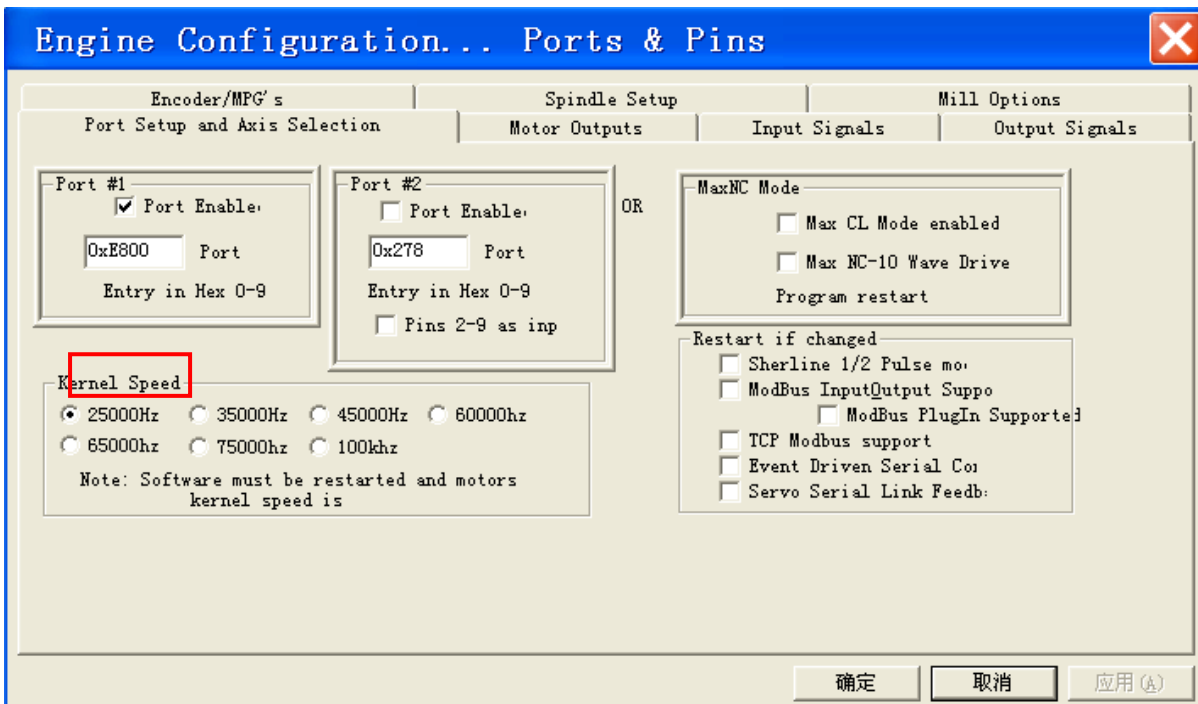 Engine Configuration... Ports & Pins
Encoder/MPG's Spindle Setup Mill Options
Port Setup and Axis Selection Motor Outputs Input Signals Output Signals
Port #1
Port Enable
0xE800 Port
Entry in Hex 0-9
Port #2
Port Enable
0x278 Port
Entry in Hex 0-9
Pins 2-9 as inp
OR
MaxNC Mode
Max CL Mode enabled
Max NC-10 Wave Drive
Program restart
Kernel Speed
25000Hz 35000Hz 45000Hz 60000hz
65000hz 75000hz 100khz
Note: Software must be restarted and motors
kernel speed is
Restart if changed
Sherline 1/2 Pulse mo
ModBus InputOutput Suppo
ModBus PlugIn Supported
TCP Modbus support
Event Driven Serial Co
Servo Serial Link Feedb
确定 取消 应用(A)